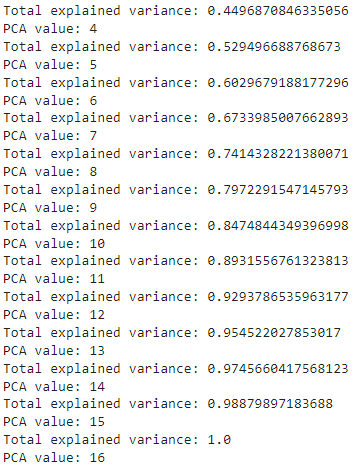 Total explained variance: 0.4496870846335056
PCA value: 4
Total explained variance: 0.529496688768673
PCA value: 5
Total explained variance: 0.6029679188177296
PCA value: 6
Total explained variance: 0.6733985007662893
PCA value: 7
Total explained variance: 0.7414328221380071
PCA value: 8
Total explained variance: 0.7972291547145793
PCA value: 9
Total explained variance: 0.8474844349396998
PCA value: 10
Total explained variance: 0.8931556761323813
PCA value: 11
Total explained variance: 0.9293786535963177
PCA value: 12
Total explained variance: 0.954522027853017
PCA value: 13
Total explained variance: 0.9745660417568123
PCA value: 14
Total explained variance: 0.98879897183688
PCA value: 15
Total explained variance: 1.0
PCA value: 16